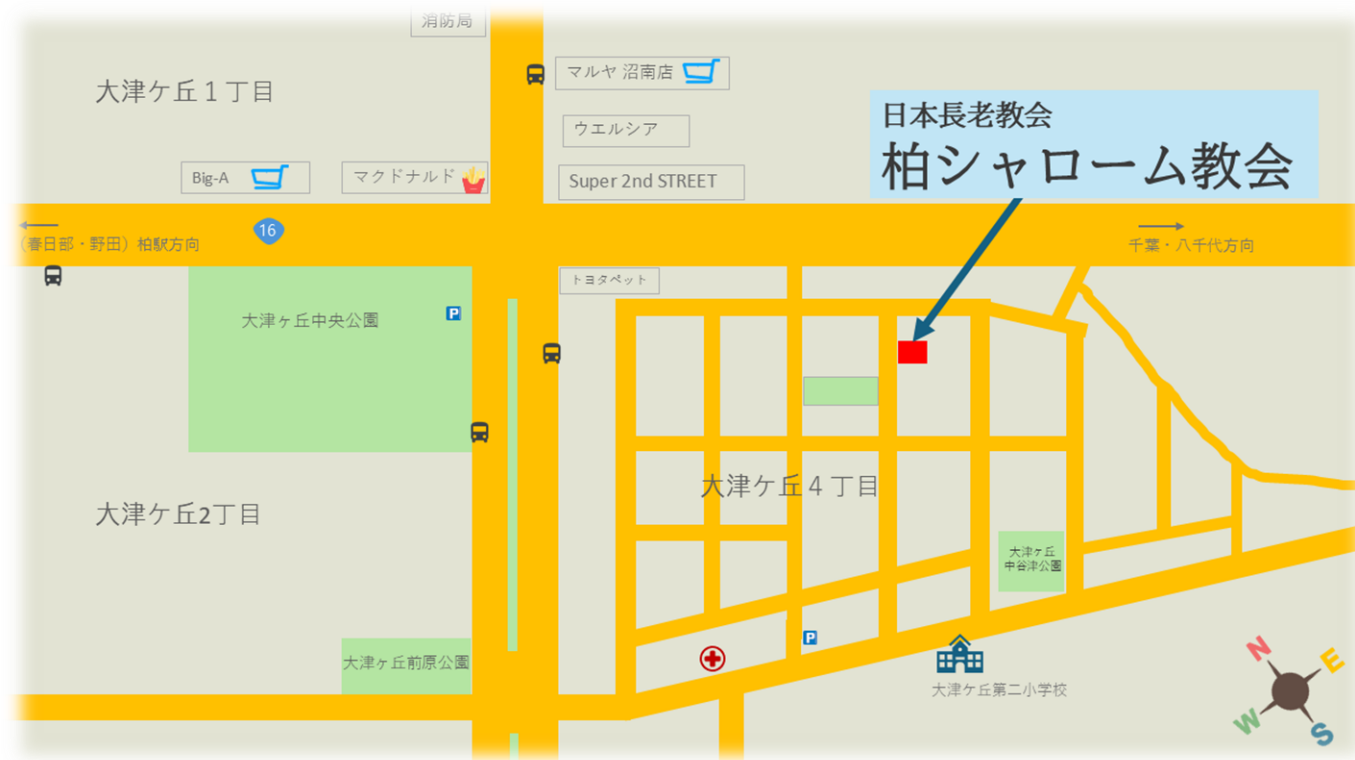 消防局
大津ケ丘１丁目
マルヤ 沼南店
日本長老教会
柏シャローム教会
ウエルシア
Big-A
マクドナルド
Super 2nd STREET
16
(春日部・野田）柏駅方向
千葉・八千代方向
トヨタペット
大津ヶ丘中央公園
P
大津ケ丘４丁目
大津ケ丘2丁目
大津ヶ丘
中谷津公園
P
大津ヶ丘前原公園
大津ケ丘第二小学校
N
E
W
S